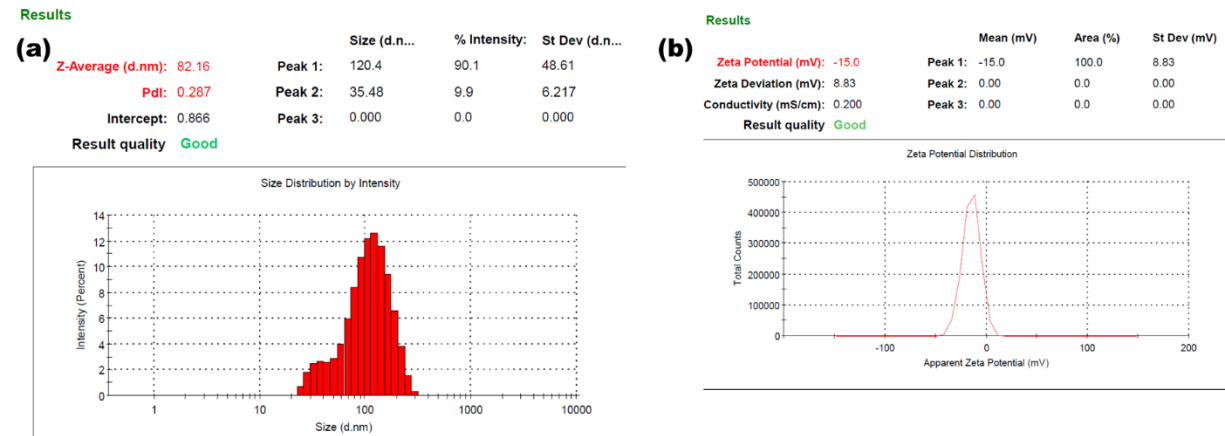 Results
(a)
Size (d.n... % Intensity: St Dev (d.n...
Z-Average (d.nm): 82.16 Peak 1: 120.4 90.1 48.61
PdI: 0.287 Peak 2: 35.48 9.9 6.217
Intercept: 0.866 Peak 3: 0.000 0.0 0.000
Result quality Good
Size Distribution by Intensity
Intensity (Percent)
14
12
10
8
6
4
2
0
1 10 100 1000 10000
Size (d.nm)
Results
(b)
Mean (mV) Area (%) St Dev (mV)
Zeta Potential (mV): -15.0 Peak 1: -15.0 100.0 8.83
Zeta Deviation (mV): 8.83 Peak 2: 0.00 0.0 0.00
Conductivity (mS/cm): 0.200 Peak 3: 0.00 0.0 0.00
Result quality Good
Zeta Potential Distribution
Total Counts
500000
400000
300000
200000
100000
0
-100 0 100 200
Apparent Zeta Potential (mV)